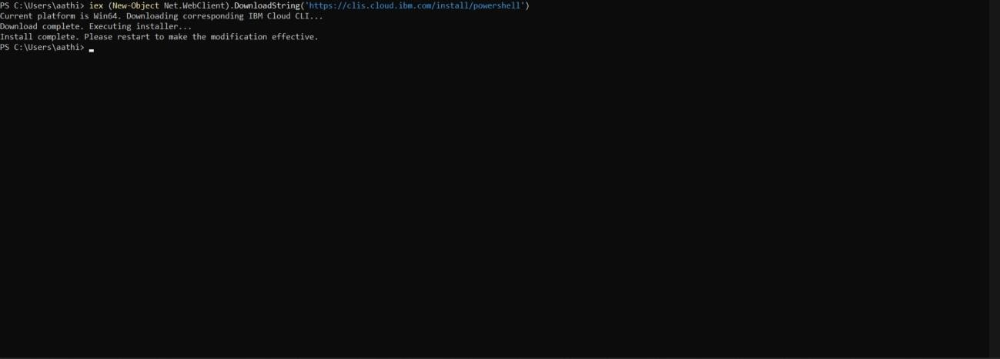 PS C:\Users\aathi> iex (New-Object Net.WebClient).DownloadString('https://clis.cloud.ibm.com/install/powershell')
Current platform is Win64. Downloading corresponding IBM Cloud CLI...
Download complete. Executing installer...
Install complete. Please restart to make the modification effective.
PS C:\Users\aathi>